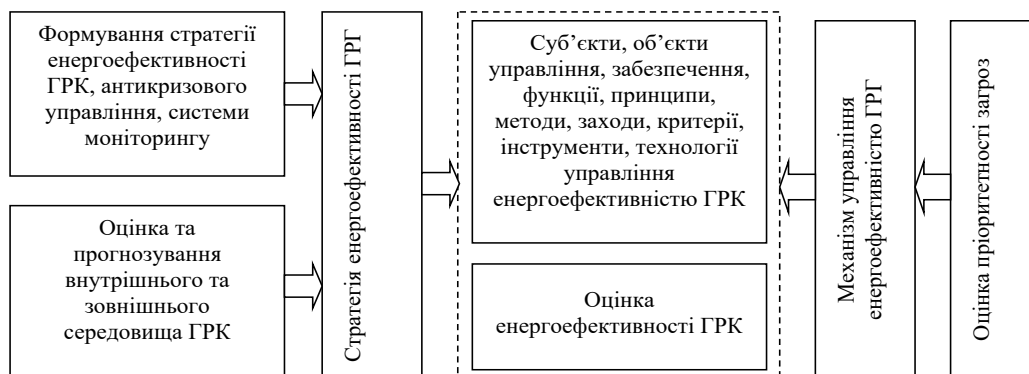 Формування стратегії
енергоефективності
ГРК, антикризового
управління, системи
моніторингу
Оцінка та
прогнозування
внутрішнього та
зовнішнього
середовища ГРК
Стратегія енергоефективності ГРГ
Суб’єкти, об’єкти
управління, забезпечення,
функції, принципи,
методи, заходи, критерії,
інструменти, технології
управління
енергоефективністю ГРК
Оцінка
енергоефективності ГРК
Механізм управління
енергоефективністю ГРГ
Оцінка пріоритетності загроз